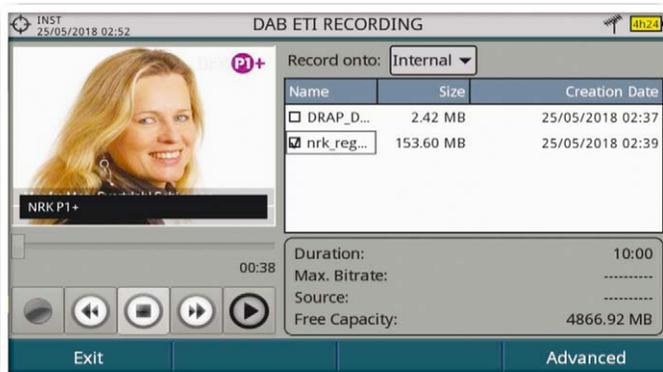 INST
25/05/2018 02:52
DAB ETI RECORDING
4h24
P1+
NRK P1+
00:38
Record onto: Internal
Name Size Creation Date
DRAP_D... 2.42 MB 25/05/2018 02:37
nrk_reg... 153.60 MB 25/05/2018 02:39
Duration: 10:00
Max. Bitrate: ----------
Source: ----------
Free Capacity: 4866.92 MB
Exit Advanced